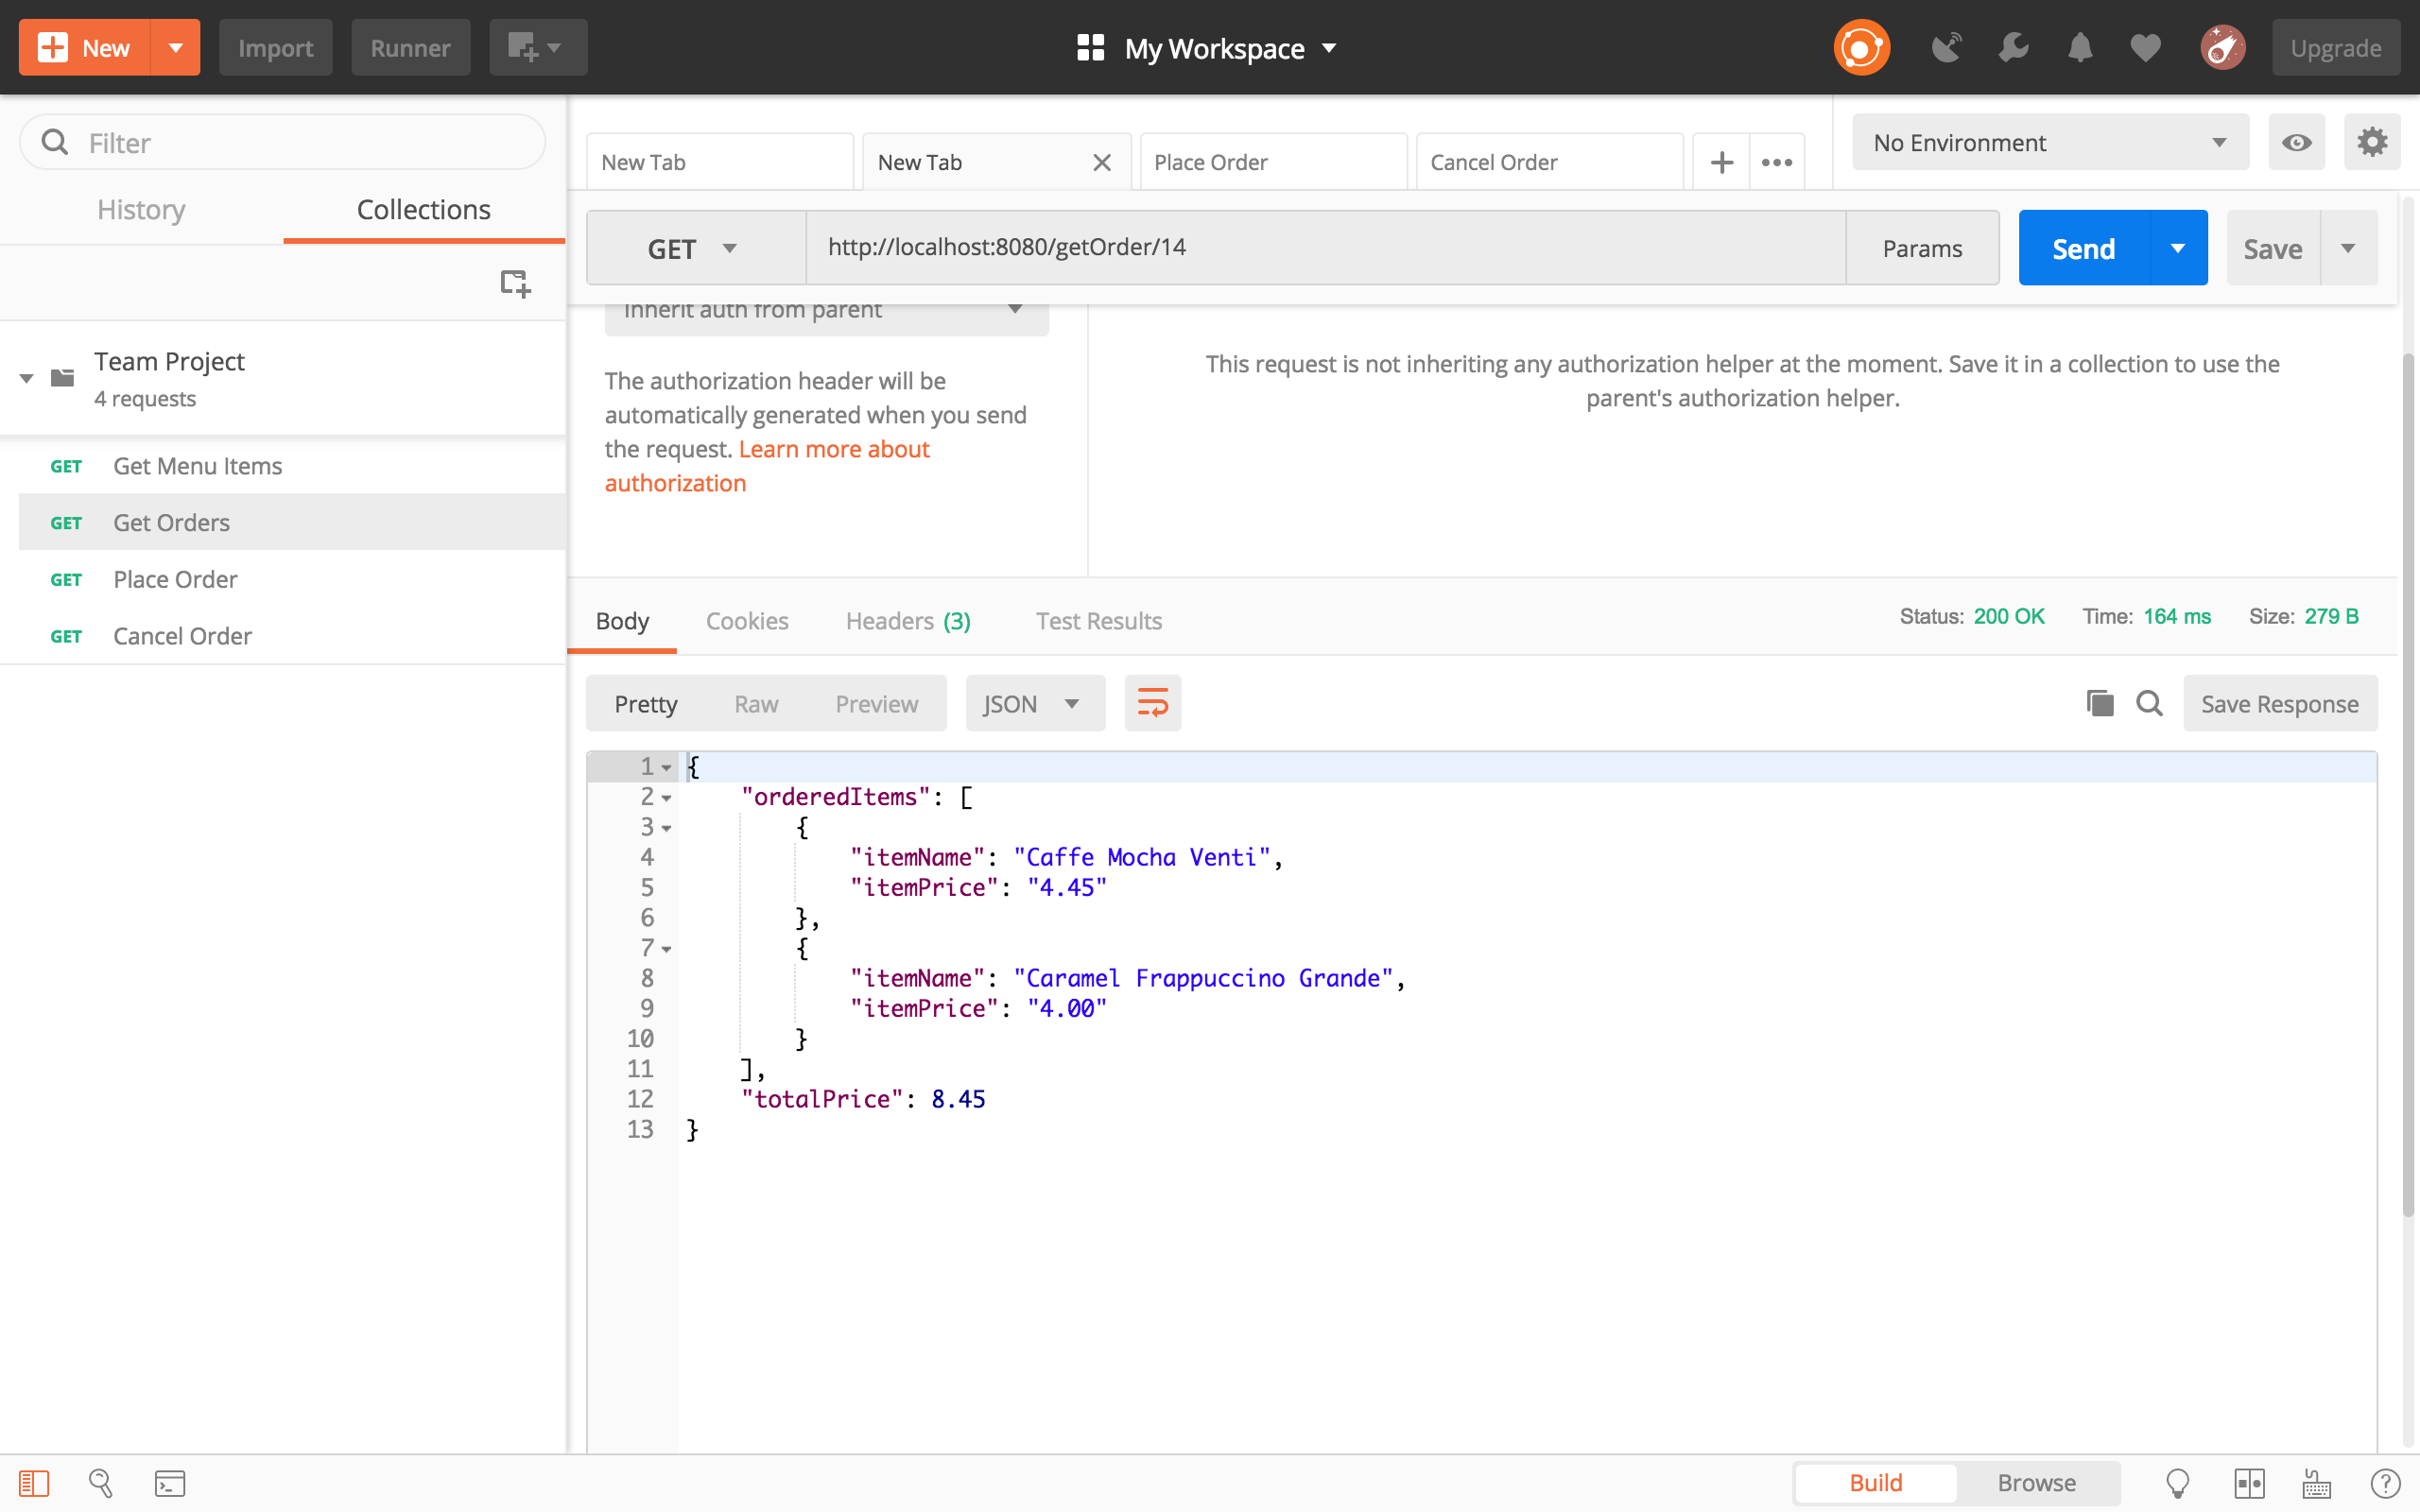 New
Import
Runner
My Workspace
Upgrade
Filter
History
Collections
Team Project
4 requests
GET Get Menu Items
GET Get Orders
GET Place Order
GET Cancel Order
New Tab
New Tab
Place Order
Cancel Order
No Environment
GET
http://localhost:8080/getOrder/14
Params
Send
Save
Inherit auth from parent
The authorization header will be
automatically generated when you send
the request. Learn more about
authorization
This request is not inheriting any authorization helper at the moment. Save it in a collection to use the
parent's authorization helper.
Body
Cookies
Headers (3)
Test Results
Status: 200 OK
Time: 164 ms
Size: 279 B
Pretty
Raw
Preview
JSON
Save Response
1 {
2 "orderedItems": [
3 {
4 "itemName": "Caffe Mocha Venti",
5 "itemPrice": "4.45"
6 },
7 {
8 "itemName": "Caramel Frappuccino Grande",
9 "itemPrice": "4.00"
10 }
11 ],
12 "totalPrice": 8.45
13 }
Build
Browse